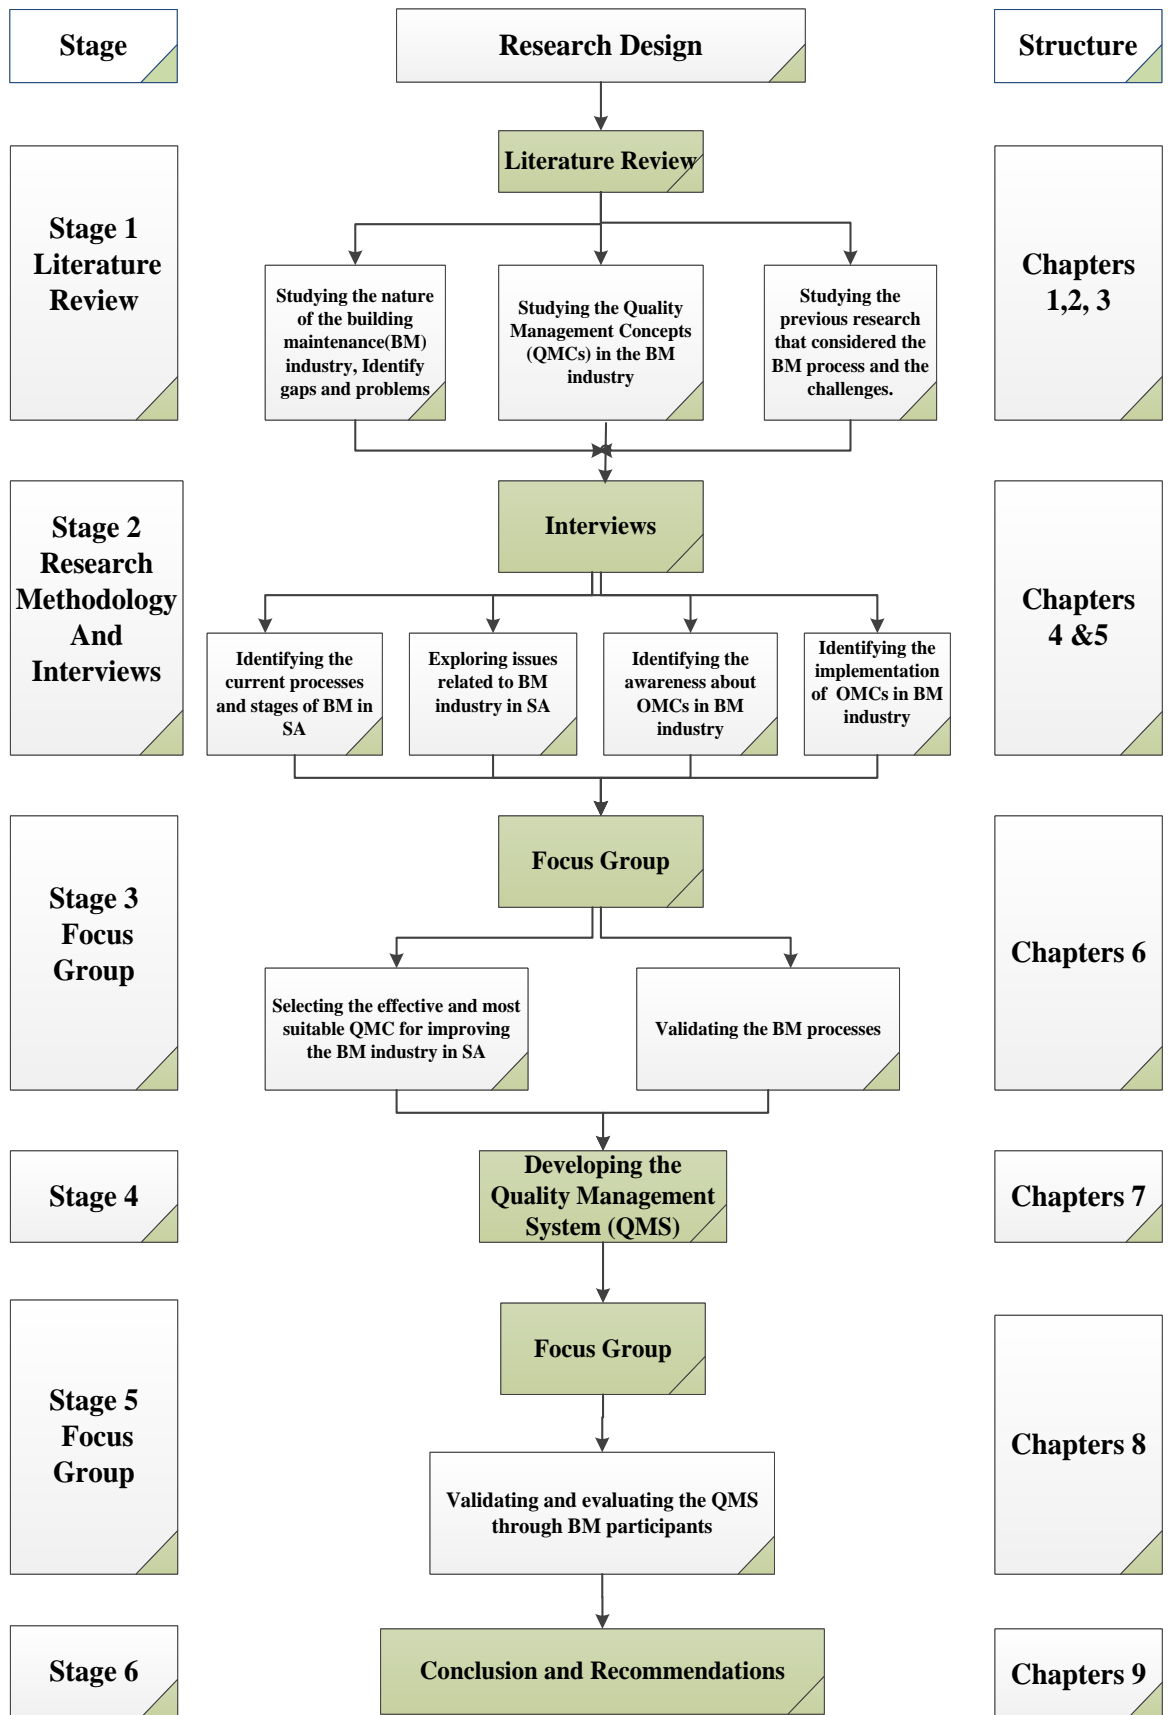 Stage
Research Design
Structure
Literature Review
Stage 1
Literature
Review
Studying the nature
of the building
maintenance(BM)
industry, Identify
gaps and problems
Studying the Quality
Management Concepts
(QMCs) in the BM
industry
Studying the
previous research
that considered the
BM process and the
challenges.
Chapters
1,2, 3
Stage 2
Research
Methodology
And
Interviews
Interviews
Identifying the
current processes
and stages of BM in
SA
Exploring issues
related to BM
industry in SA
Identifying the
awareness about
OMCs in BM
industry
Identifying the
implementation
of OMCs in BM
industry
Chapters
4 &5
Stage 3
Focus
Group
Focus Group
Selecting the effective and most
suitable QMC for improving
the BM industry in SA
Validating the BM processes
Chapters 6
Stage 4
Developing the
Quality Management
System (QMS)
Chapters 7
Stage 5
Focus
Group
Focus Group
Validating and evaluating the QMS
through BM participants
Chapters 8
Stage 6
Conclusion and Recommendations
Chapters 9